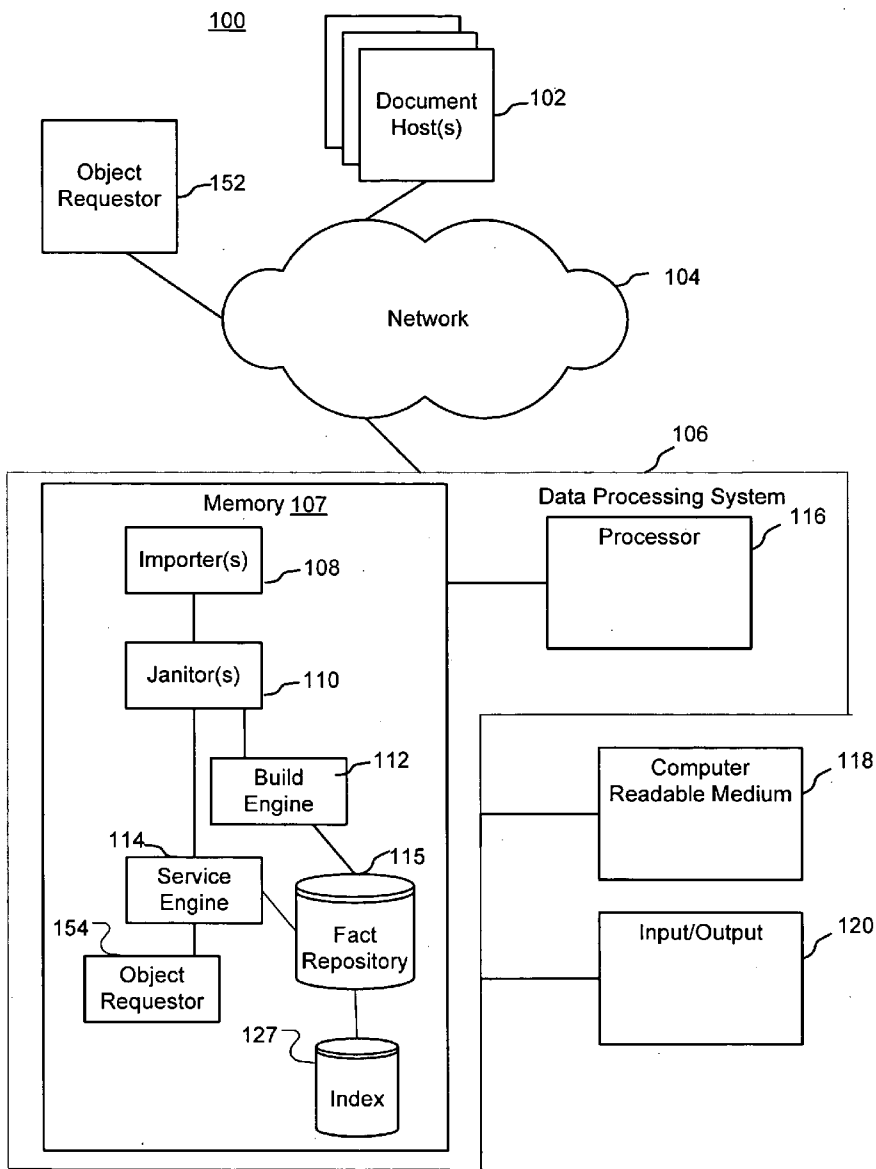 100
Document
Host(s)
102
Object
Requestor
152
104
Network
106
Memory 107
Data Processing System
Processor
116
Importer(s)
108
Janitor(s)
110
Build
Engine
112
Computer
Readable Medium
118
114
Service
Engine
115
Fact
Repository
154
Object
Requestor
Input/Output
120
127
Index